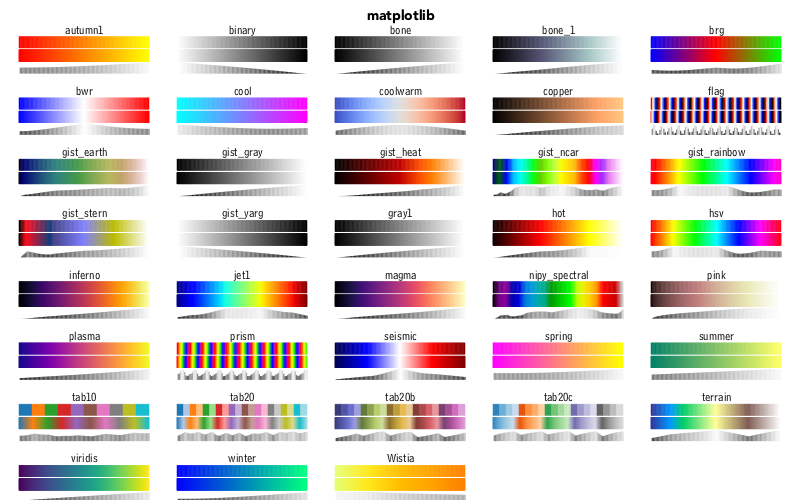 matplotlib
autumn1 binary bone bone_1 brg
bwr cool coolwarm copper flag
gist_earth gist_gray gist_heat gist_ncar gist_rainbow
gist_stern gist_yarg gray1 hot hsv
inferno jet1 magma nipy_spectral pink
plasma prism seismic spring summer
tab10 tab20 tab20b tab20c terrain
viridis winter Wistia